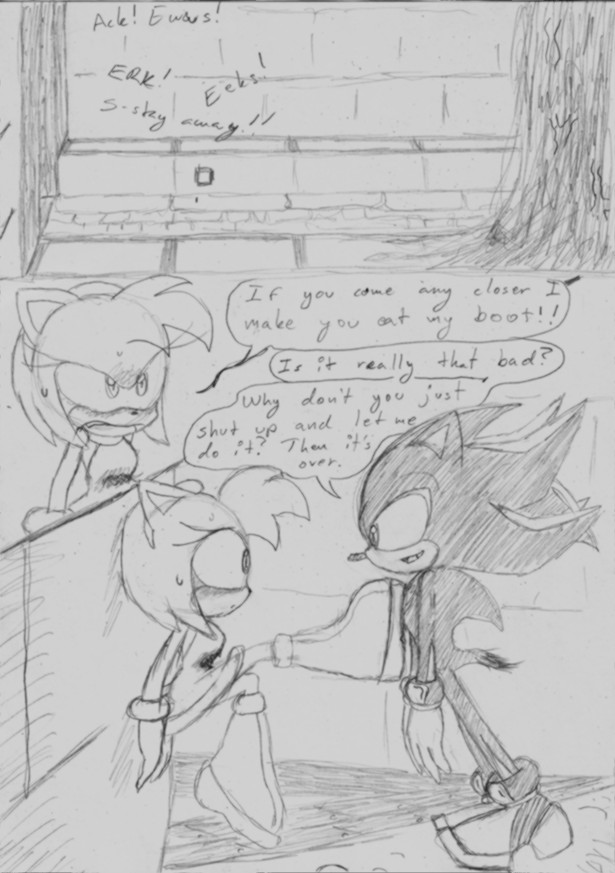 Ack! Ewws!
ERK!
Eeks!
S-stay away!!
If you come any closer I
make you eat my boot!!
Is it really that bad?
Why don't you just
shut up and let me
do it? Then it's
over.